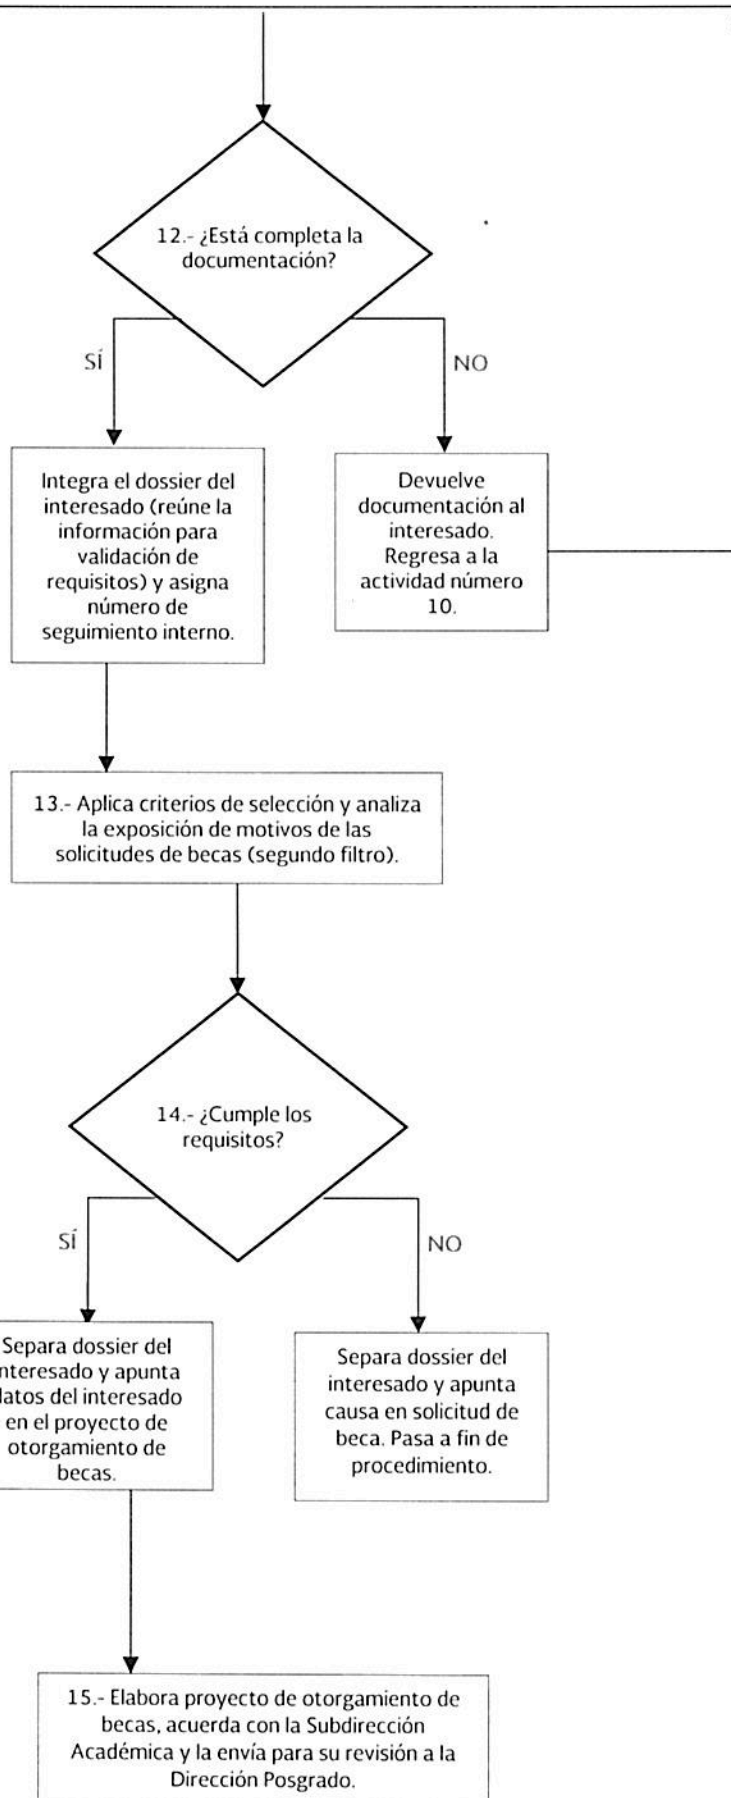 12.- ¿Está completa la
documentación?
SÍ
NO
Integra el dossier del
interesado (reúne la
información para
validación de
requisitos) y asigna
número de
seguimiento interno.
Devuelve
documentación al
interesado.
Regresa a la
actividad número
10.
13.- Aplica criterios de selección y analiza
la exposición de motivos de las
solicitudes de becas (segundo filtro).
14.- ¿Cumple los
requisitos?
SÍ
NO
Separa dossier del
nteresado y apunta
latos del interesado
en el proyecto de
otorgamiento de
becas.
Separa dossier del
interesado y apunta
causa en solicitud de
beca. Pasa a fin de
procedimiento.
15.- Elabora proyecto de otorgamiento de
becas, acuerda con la Subdirección
Académica y la envía para su revisión a la
Dirección Posgrado.